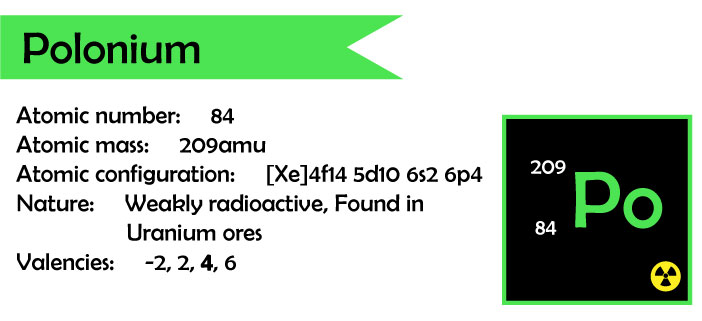 Polonium
Atomic number: 84
Atomic mass: 209amu
Atomic configuration: [Xe]4f14 5d10 6s2 6p4
Nature: Weakly radioactive, Found in
Uranium ores
Valencies: -2, 2, 4, 6
209
Po
84